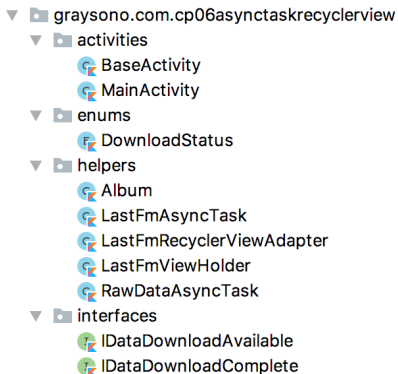 graysono.com.cp06asynctaskrecyclerview
activities
BaseActivity
MainActivity
enums
DownloadStatus
helpers
Album
LastFmAsyncTask
LastFmRecyclerViewAdapter
LastFmViewHolder
RawDataAsyncTask
interfaces
IDataDownloadAvailable
IDataDownloadComplete